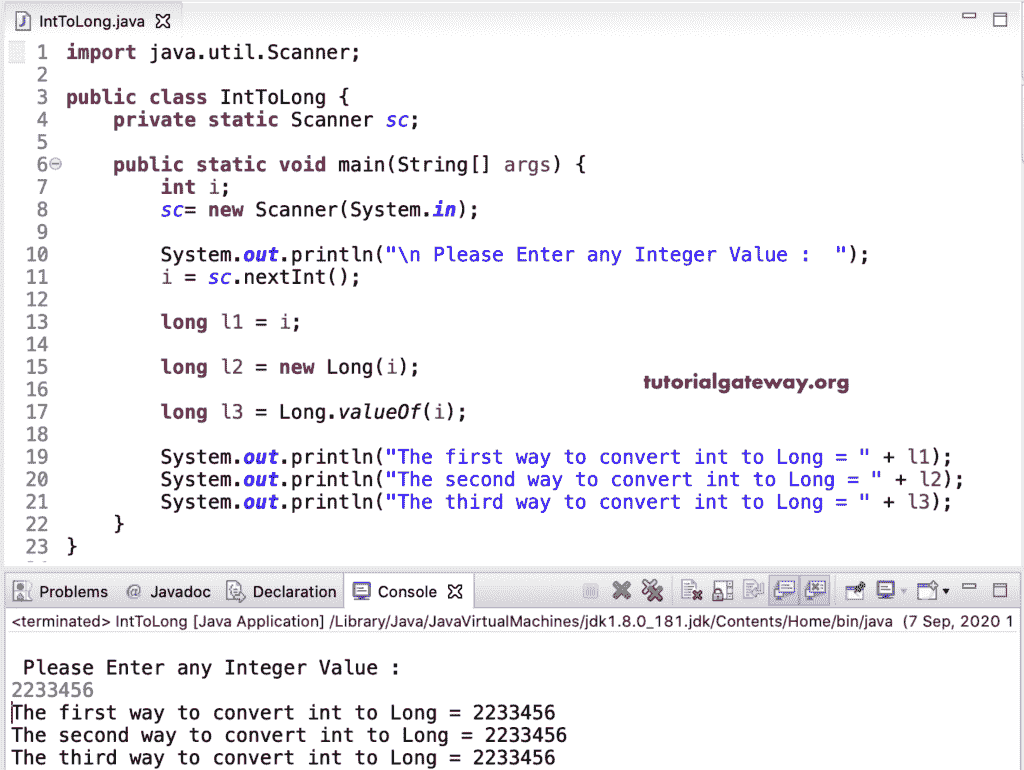 IntToLong.java
1 import java.util.Scanner;
2
3 public class IntToLong {
4     private static Scanner sc;
5
6     public static void main(String[] args) {
7         int i;
8         sc= new Scanner(System.in);
9
10         System.out.println("\n Please Enter any Integer Value :  ");
11         i = sc.nextInt();
12
13         long l1 = i;
14
15         long l2 = new Long(i);
16
tutorialgateway.org
17         long l3 = Long.valueOf(i);
18
19         System.out.println("The first way to convert int to Long = " + l1);
20         System.out.println("The second way to convert int to Long = " + l2);
21         System.out.println("The third way to convert int to Long = " + l3);
22     }
23 }
Problems @ Javadoc Declaration Console
<terminated> IntToLong [Java Application] /Library/Java/JavaVirtualMachines/jdk1.8.0_181.jdk/Contents/Home/bin/java (7 Sep, 2020 1
Please Enter any Integer Value :
2233456
The first way to convert int to Long = 2233456
The second way to convert int to Long = 2233456
The third way to convert int to Long = 2233456